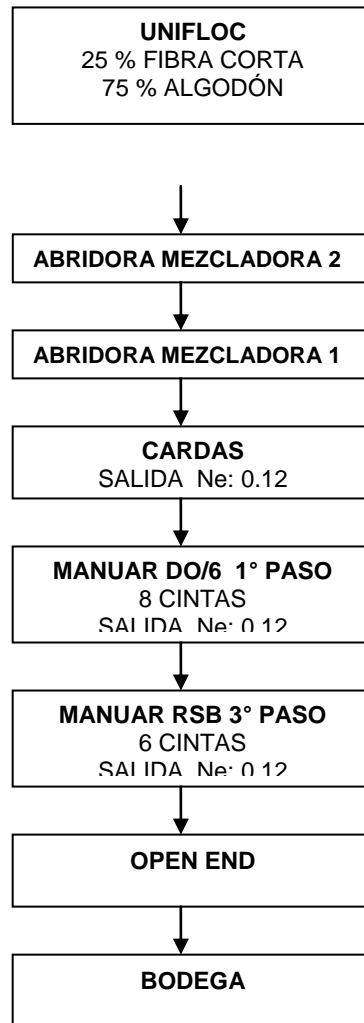 UNIFLOC
25 % FIBRA CORTA
75 % ALGODÓN
ABRIDORA MEZCLADORA 2
ABRIDORA MEZCLADORA 1
CARDAS
SALIDA Ne: 0.12
MANUAR DO/6 1° PASO
8 CINTAS
SALIDA Ne: 0.12
MANUAR RSB 3° PASO
6 CINTAS
SALIDA Ne: 0.12
OPEN END
BODEGA